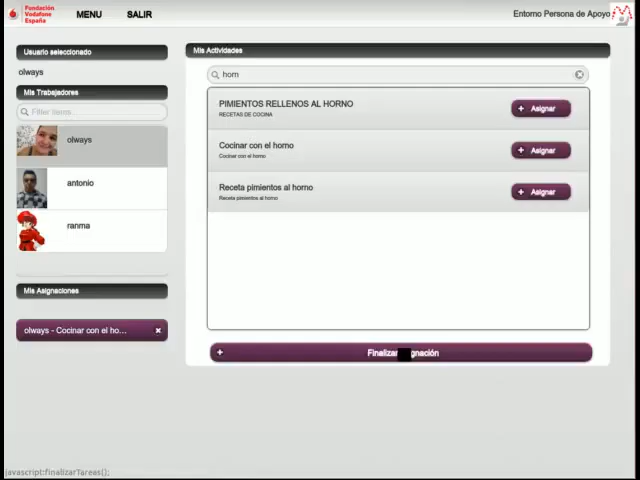 Fundación
Vodafone
España
MENU
SALIR
Entorno Persona de Apoyo
Usuario seleccionado
olways
Mis Trabajadores
Filter items...
olways
antonio
ranma
Mis Asignaciones
olways - Cocinar con el ho...
Mis Actividades
horn
PIMIENTOS RELLENOS AL HORNO
RECETAS DE COCINA
Asignar
Cocinar con el horno
Cocinar con el horno
Asignar
Receta pimientos al horno
Receta pimientos al horno
Asignar
Finalizar gnación
javascript:finalizarTareas();